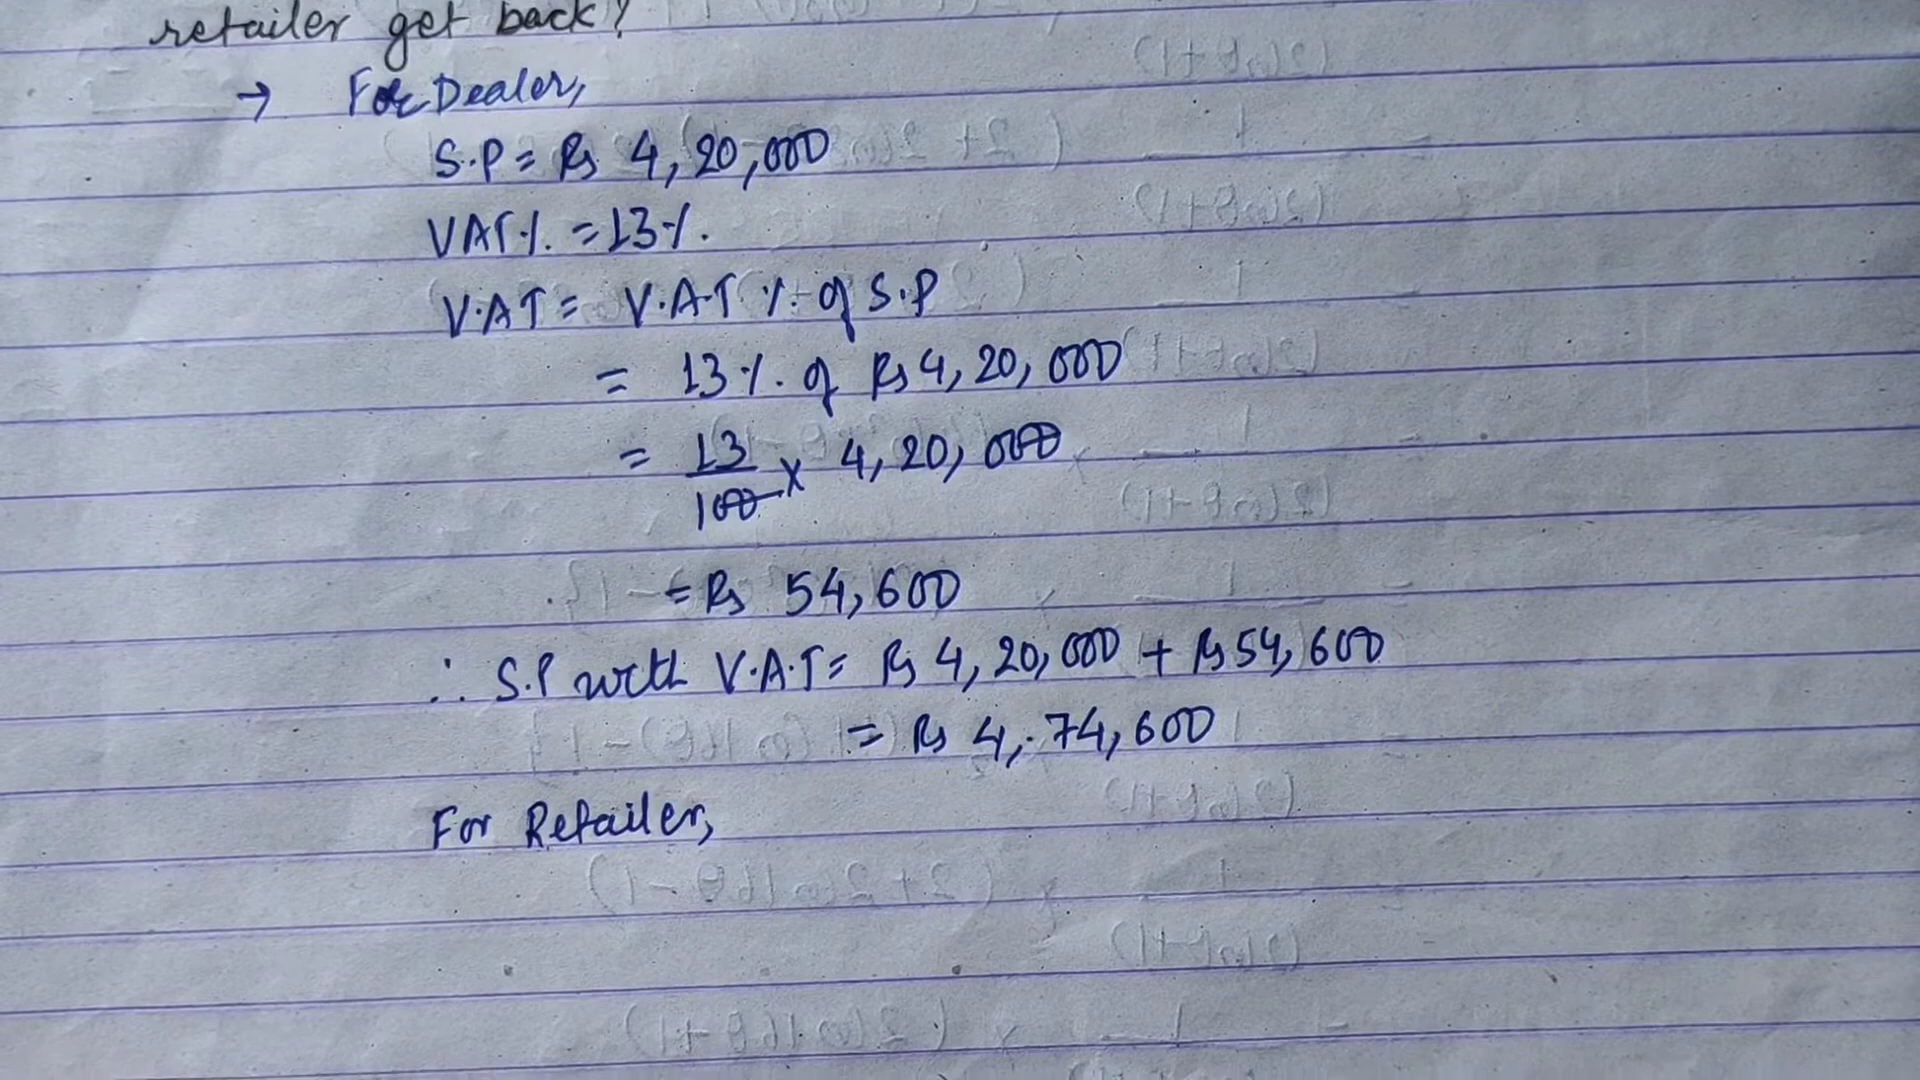 retailer get back?
→ For Dealer,
S.P = Rs 4,20,000
VAT% = 13%.
V.AT = V.A.T % of S.P
= 13% of Rs 4,20,000
= 13/100 x 4,20,000
= Rs 54,600
∴ S.P with V.A.T = Rs 4,20,000 + Rs 54,600
= Rs 4,74,600
For Retailer,